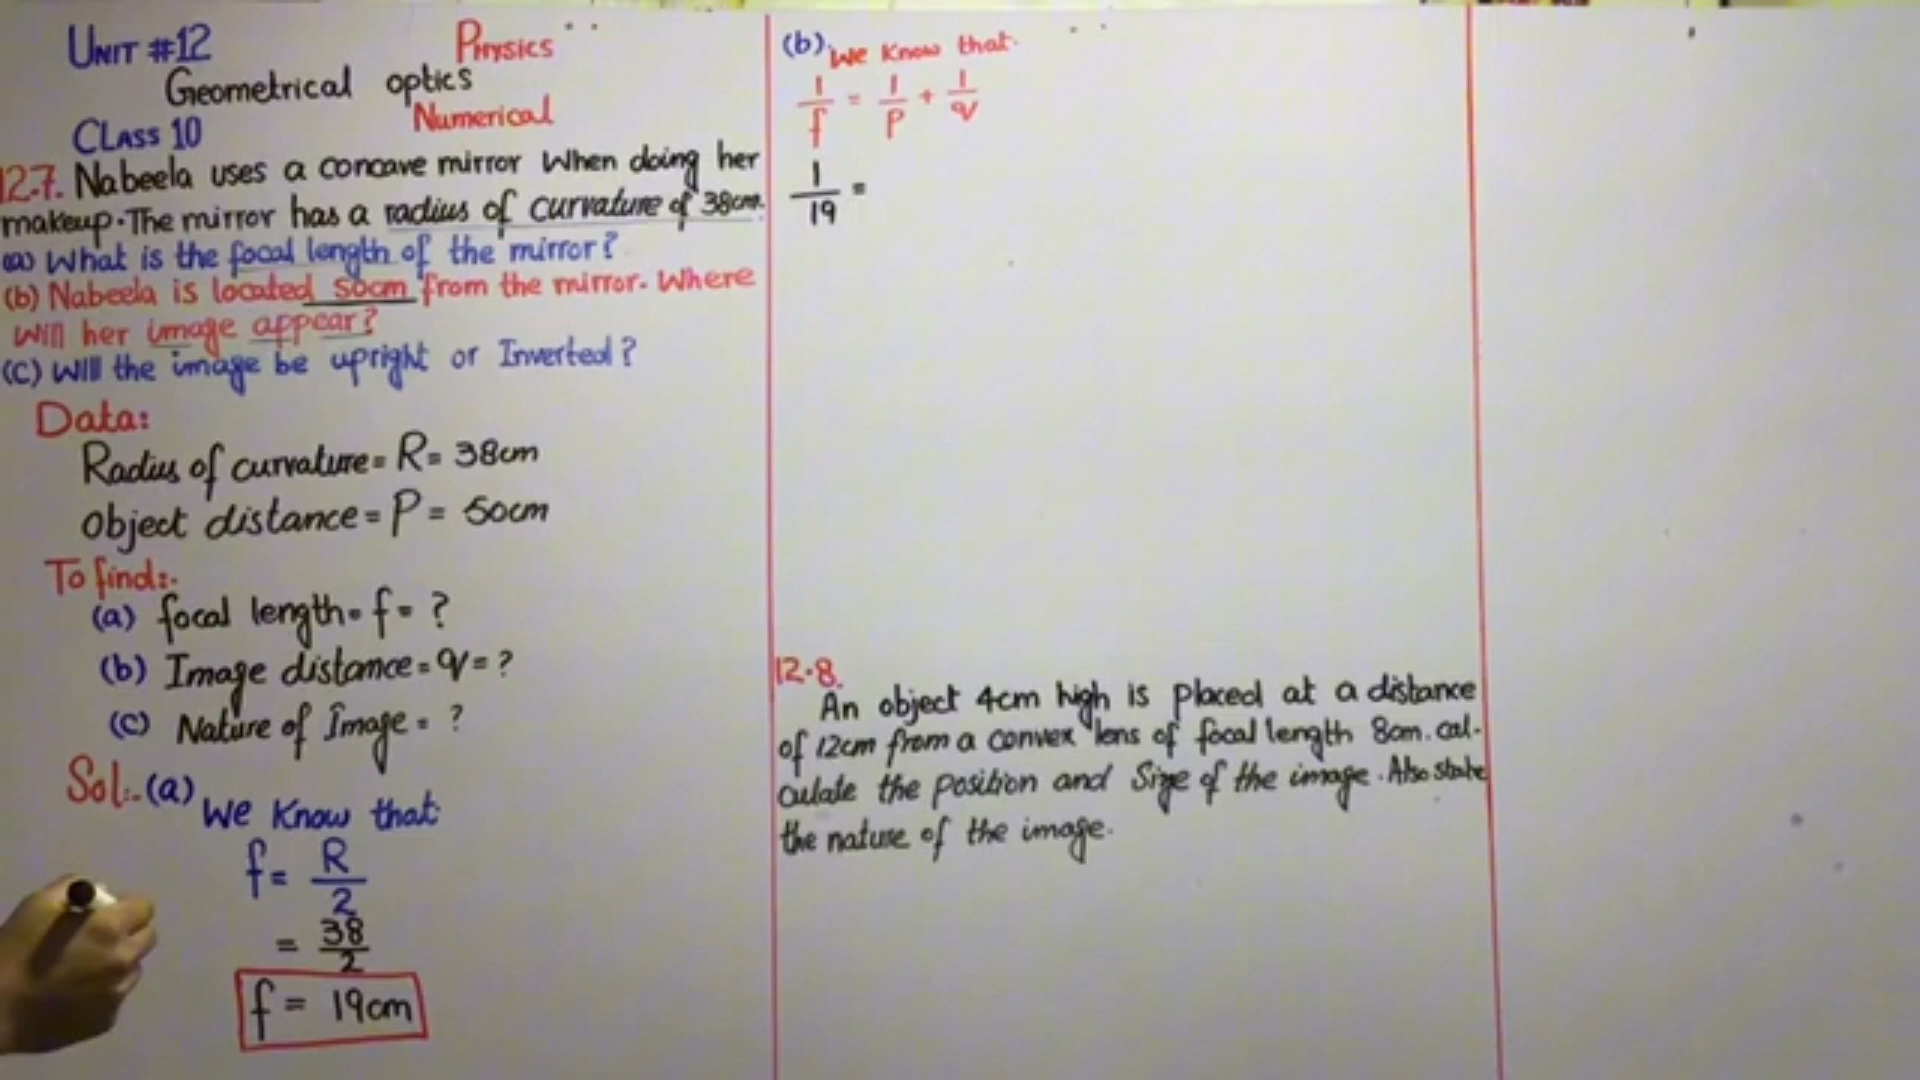 UNIT #12 Physics
Geometrical optics
CLASS 10 Numerical
12.7. Nabeela uses a concave mirror When doing her
makeup. The mirror has a radius of curvature of 38cm.
(a) What is the focal length of the mirror?
(b) Nabeela is located 50cm from the mirror. Where
Will her image appear?
(C) Will the image be upright or Inverted?
Data:
Radius of curvature = R = 38cm
Object distance = P = 50cm
To find:-
(a) focal length = f = ?
(b) Image distance = q = ?
(C) Nature of Image = ?
Sol:- (a) We Know that
f = R/2
= 38/2
f = 19cm
(b). We Know that
1/f = 1/P + 1/q
1/19 =
12.8.
An object 4cm high is placed at a distance
of 12cm from a convex lens of focal length 8cm. cal-
culate the position and Size of the image. Also state
the nature of the image.